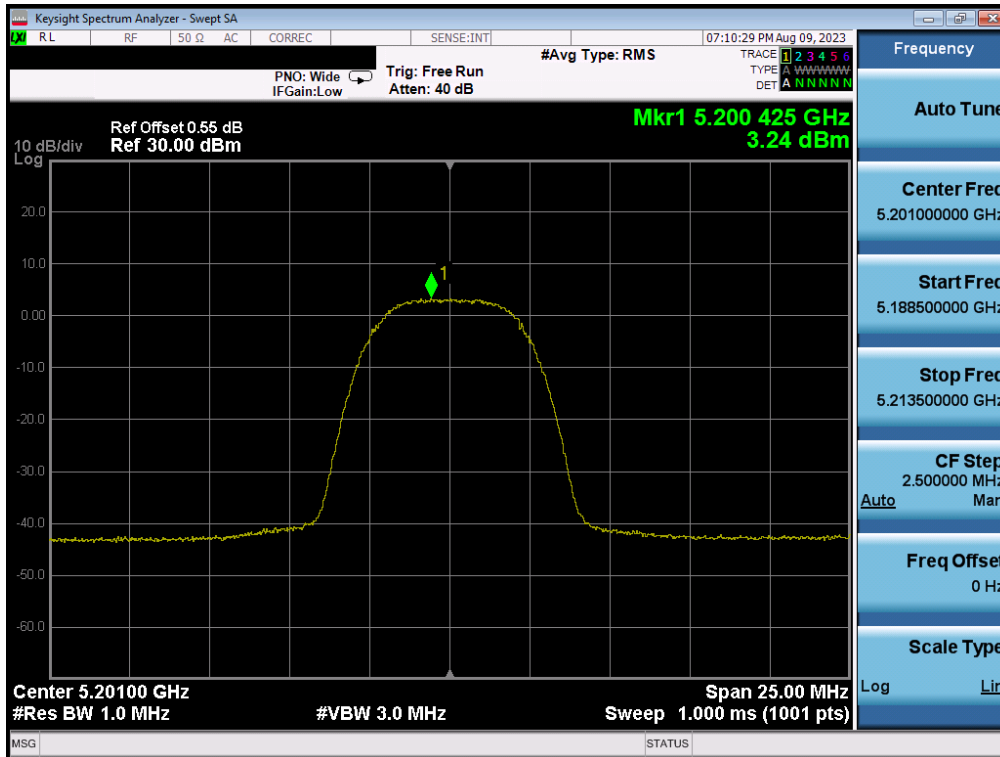 Keysight Spectrum Analyzer - Swept SA
LXI RL RF 50 Ω AC CORREC SENSE:INT 07:10:29 PM Aug 09, 2023
#Avg Type: RMS
TRACE 1 2 3 4 5 6
TYPE A WWWWW
DET A N N N N N
PNO: Wide
IFGain:Low
Trig: Free Run
Atten: 40 dB
Mkr1 5.200 425 GHz
3.24 dBm
Ref Offset 0.55 dB
10 dB/div Ref 30.00 dBm
Log
20.0
10.0
0.00
-10.0
-20.0
-30.0
-40.0
-50.0
-60.0
1
Center 5.20100 GHz Span 25.00 MHz
#Res BW 1.0 MHz #VBW 3.0 MHz Sweep 1.000 ms (1001 pts)
MSG STATUS
Frequency
Auto Tune
Center Freq
5.201000000 GHz
Start Freq
5.188500000 GHz
Stop Freq
5.213500000 GHz
CF Step
2.500000 MHz
Auto Man
Freq Offset
0 Hz
Scale Type
Log Lin